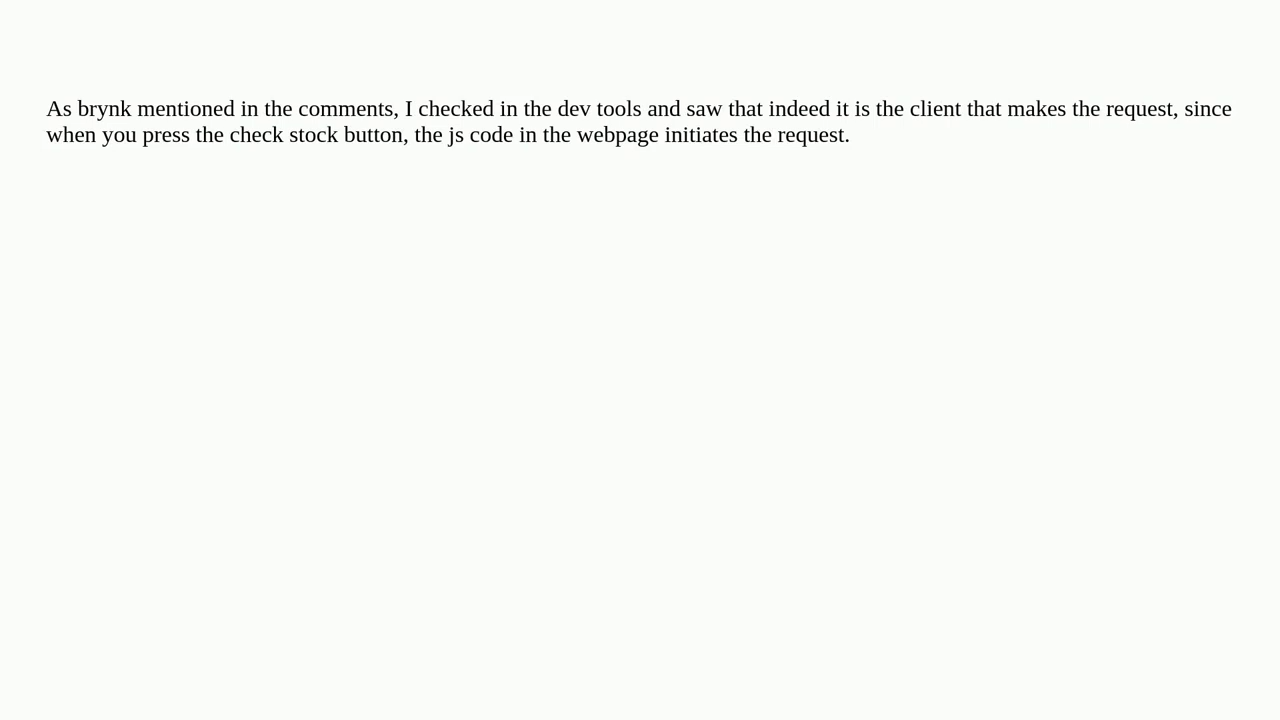 As brynk mentioned in the comments, I checked in the dev tools and saw that indeed it is the client that makes the request, since
when you press the check stock button, the js code in the webpage initiates the request.